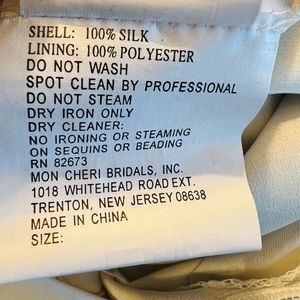 SHELL: 100% SILK
LINING: 100% POLYESTER
DO NOT WASH
SPOT CLEAN BY PROFESSIONAL
DO NOT STEAM
DRY IRON ONLY
DRY CLEANER:
NO IRONING OR STEAMING
ON SEQUINS OR BEADING
RN 82673
MON CHERI BRIDALS, INC.
1018 WHITEHEAD ROAD EXT.
TRENTON, NEW JERSEY 08638
MADE IN CHINA
SIZE: